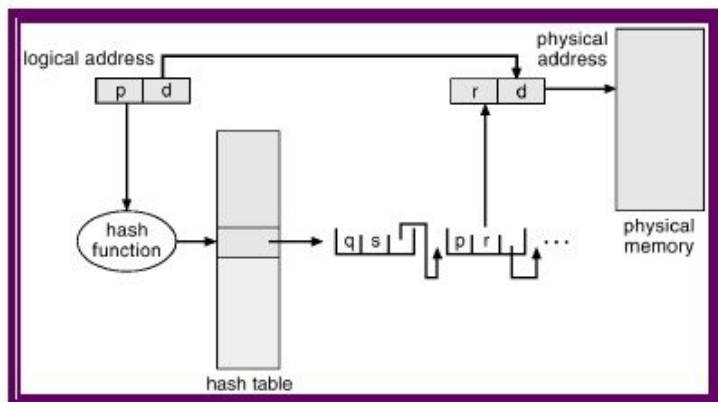 logical address
physical
address
p d
r d
hash
function
q s
p r
...
physical
memory
hash table